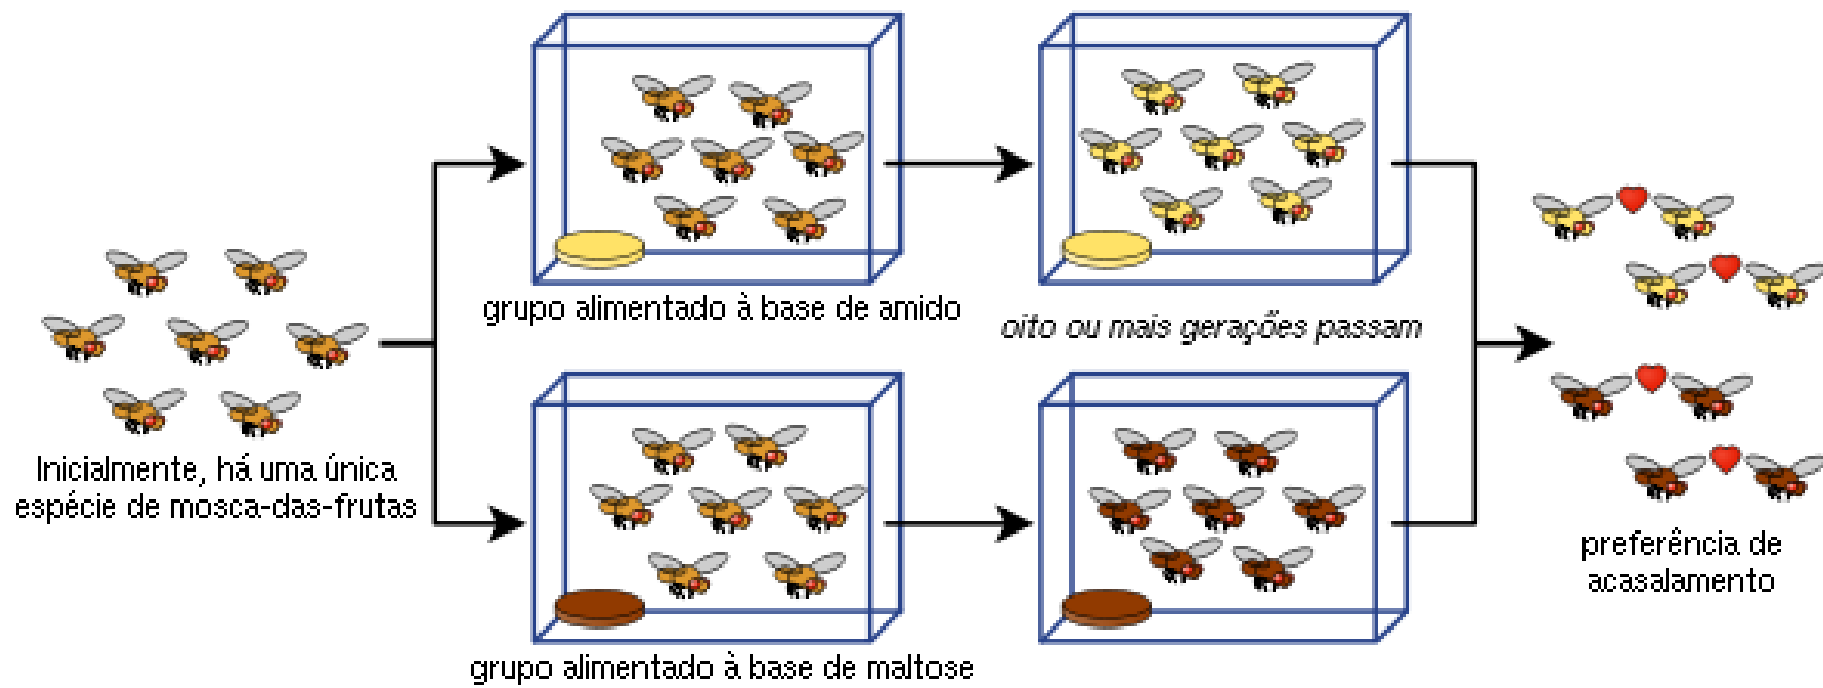 Inicialmente, há uma única
espécie de mosca-das-frutas
grupo alimentado à base de amido
grupo alimentado à base de maltose
oito ou mais gerações passam
preferência de
acasalamento